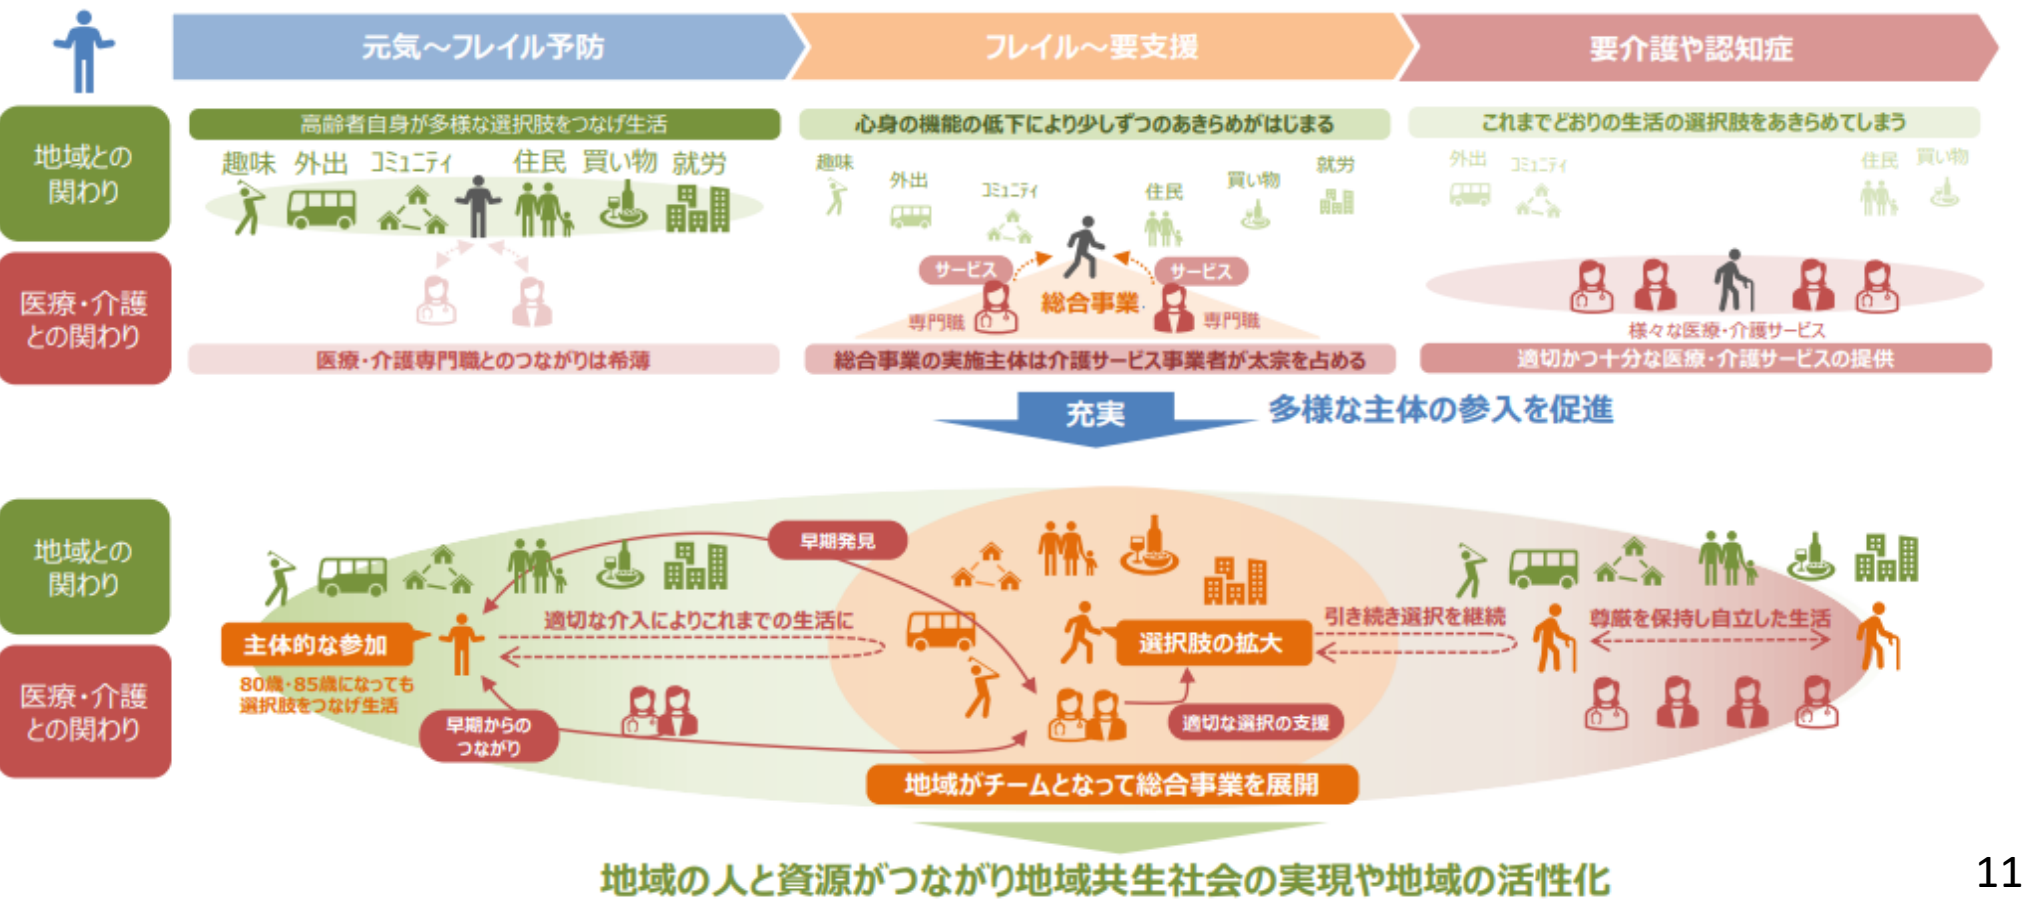 元気～フレイル予防
フレイル～要支援
要介護や認知症
地域との
関わり
高齢者自身が多様な選択肢をつなげ生活
心身の機能の低下により少しずつのあきらめがはじまる
これまでどおりの生活の選択肢をあきらめてしまう
趣味 外出 コミュニティ 住民 買い物 就労
趣味 外出 コミュニティ 住民 買い物 就労
外出 コミュニティ 住民 買い物
医療・介護
との関わり
サービス
サービス
総合事業
専門職
専門職
様々な医療・介護サービス
医療・介護専門職とのつながりは希薄
総合事業の実施主体は介護サービス事業者が太宗を占める
適切かつ十分な医療・介護サービスの提供
充実
多様な主体の参入を促進
地域との
関わり
早期発見
適切な介入によりこれまでの生活に
引き続き選択を継続
尊厳を保持し自立した生活
主体的な参加
選択肢の拡大
医療・介護
との関わり
80歳・85歳になっても
選択肢をつなげ生活
早期からの
つながり
適切な選択の支援
地域がチームとなって総合事業を展開
地域の人と資源がつながり地域共生社会の実現や地域の活性化
11